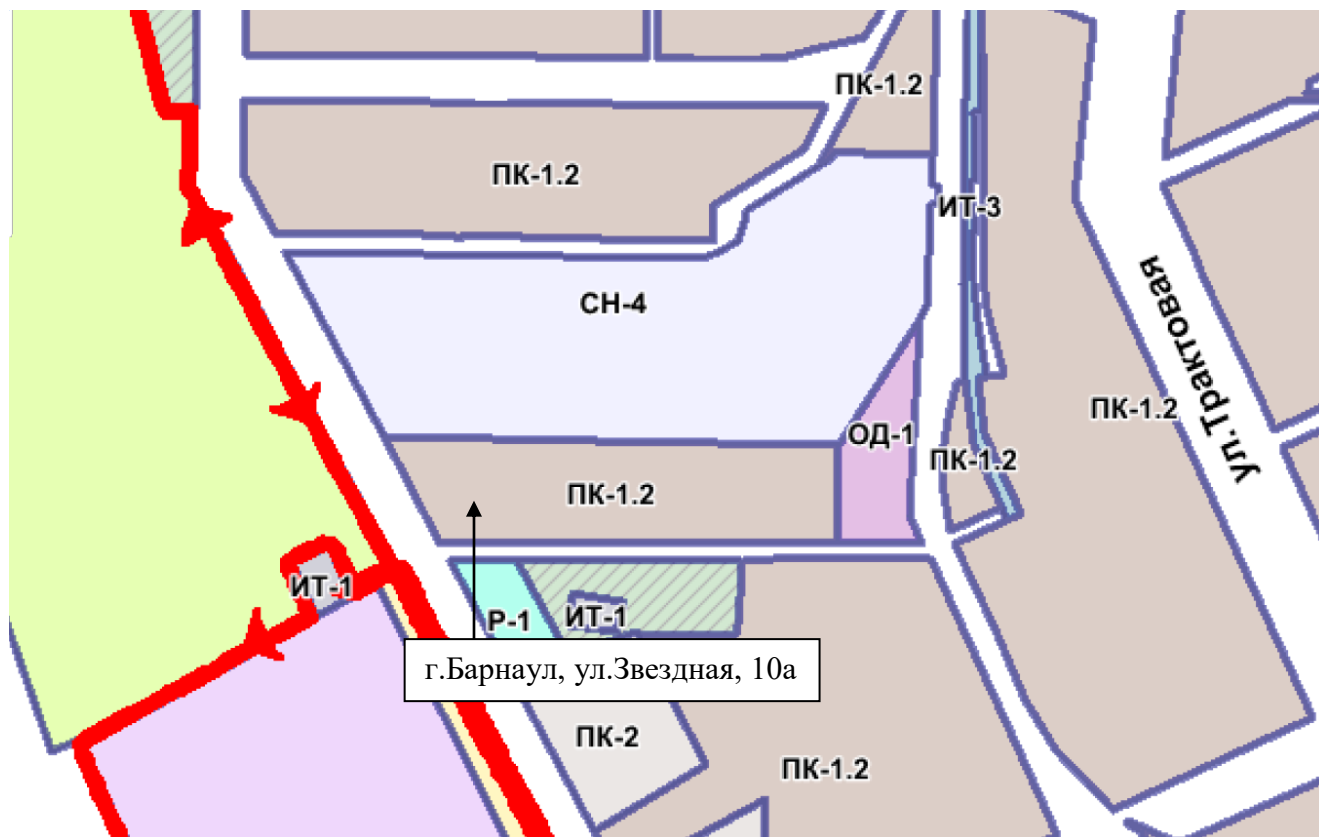 ПК-1.2
ПК-1.2
ИТ-3
СН-4
ул.Трактовая
ПК-1.2
ОД-1
ПК-1.2
ПК-1.2
ИТ-1
Р-1
ИТ-1
г.Барнаул, ул.Звездная, 10а
ПК-2
ПК-1.2